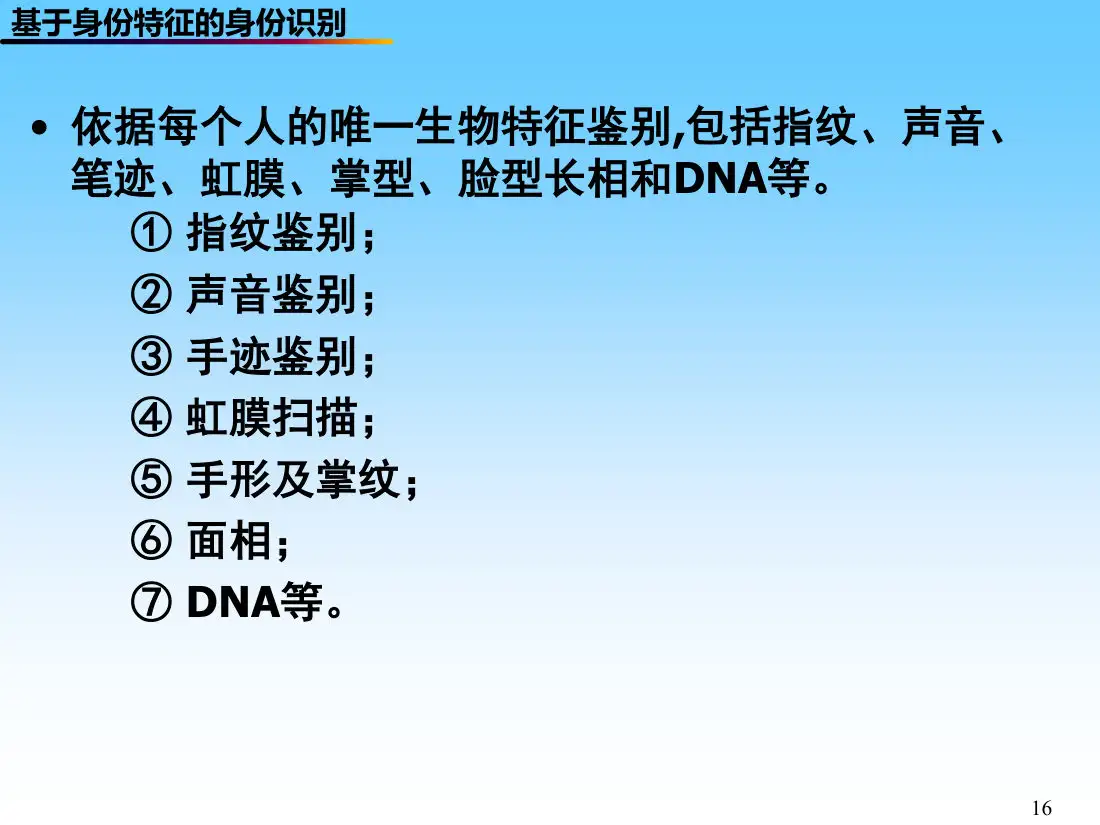 基于身份特征的身份识别
• 依据每个人的唯一生物特征鉴别,包括指纹、声音、
笔迹、虹膜、掌型、脸型长相和DNA等。
① 指纹鉴别；
② 声音鉴别；
③ 手迹鉴别；
④ 虹膜扫描；
⑤ 手形及掌纹；
⑥ 面相；
⑦ DNA等。
16